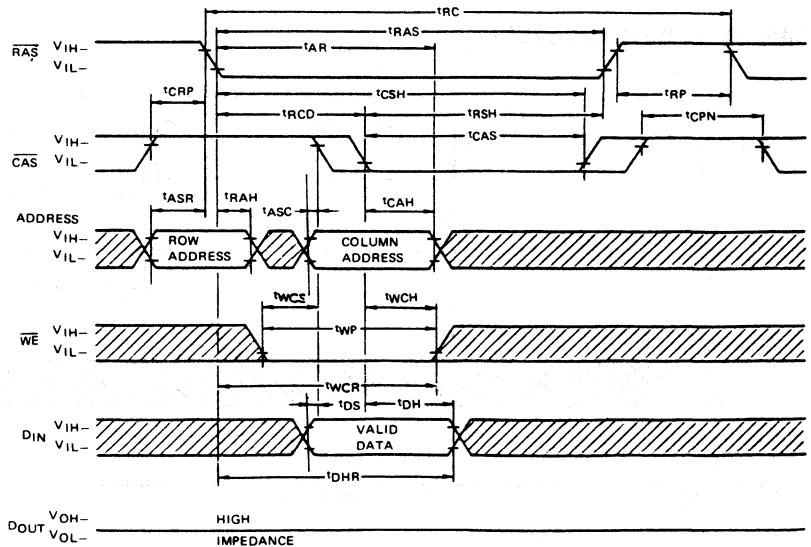 tRC
RAS VIH–
VIL–
tRAS
tAR
tCRP
tCSH
tRP
tRCD
tRSH
tCPN
CAS VIH–
VIL–
tCAS
ADDRESS
tASR
tRAH
tASC
tCAH
VIH–
VIL–
ROW
ADDRESS
COLUMN
ADDRESS
tWCS
tWCH
WE VIH–
VIL–
tWP
tWCR
tDS
tDH
DIN VIH–
VIL–
VALID
DATA
tDHR
DOUT VOH–
VOL–
HIGH
IMPEDANCE